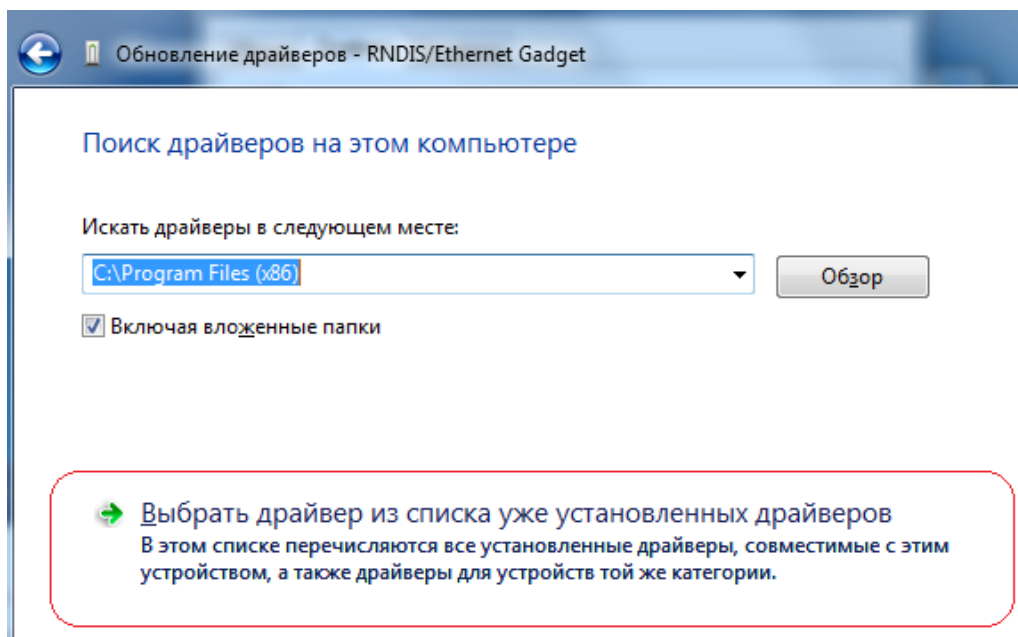 Обновление драйверов - RNDIS/Ethernet Gadget
Поиск драйверов на этом компьютере
Искать драйверы в следующем месте:
C:\Program Files (x86)
Обзор
Включая вложенные папки
Выбрать драйвер из списка уже установленных драйверов
В этом списке перечисляются все установленные драйверы, совместимые с этим
устройством, а также драйверы для устройств той же категории.